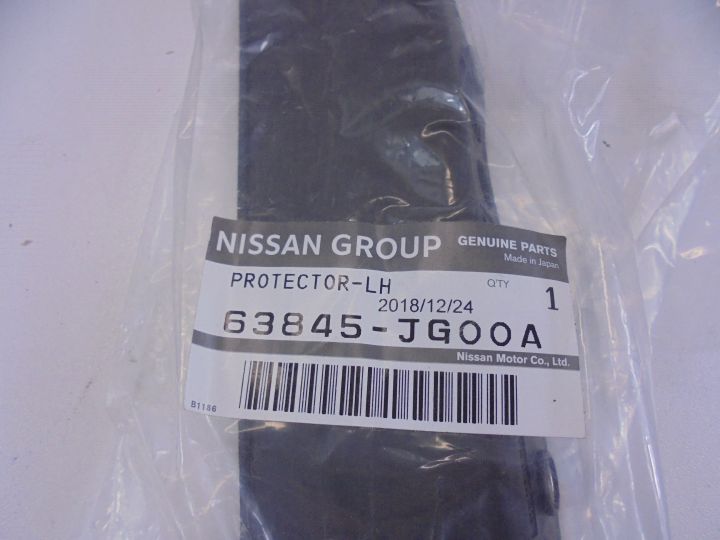 NISSAN GROUP GENUINE PARTS
Made in Japan
PROTECTOR-LH Q'TY 1
2018/12/24
63845-JG00A
Nissan Motor Co., Ltd.
B1186